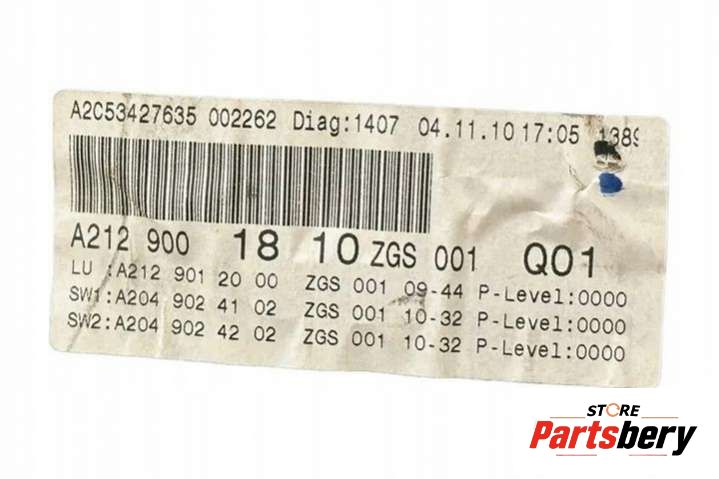 A2C53427635 002262 Diag:1407 04.11.10 17:05 1389
A212 900 18 10 ZGS 001 Q01
LU :A212 901 20 00 ZGS 001 09-44 P-Level:0000
SW1:A204 902 41 02 ZGS 001 10-32 P-Level:0000
SW2:A204 902 42 02 ZGS 001 10-32 P-Level:0000
STORE
Partsbery